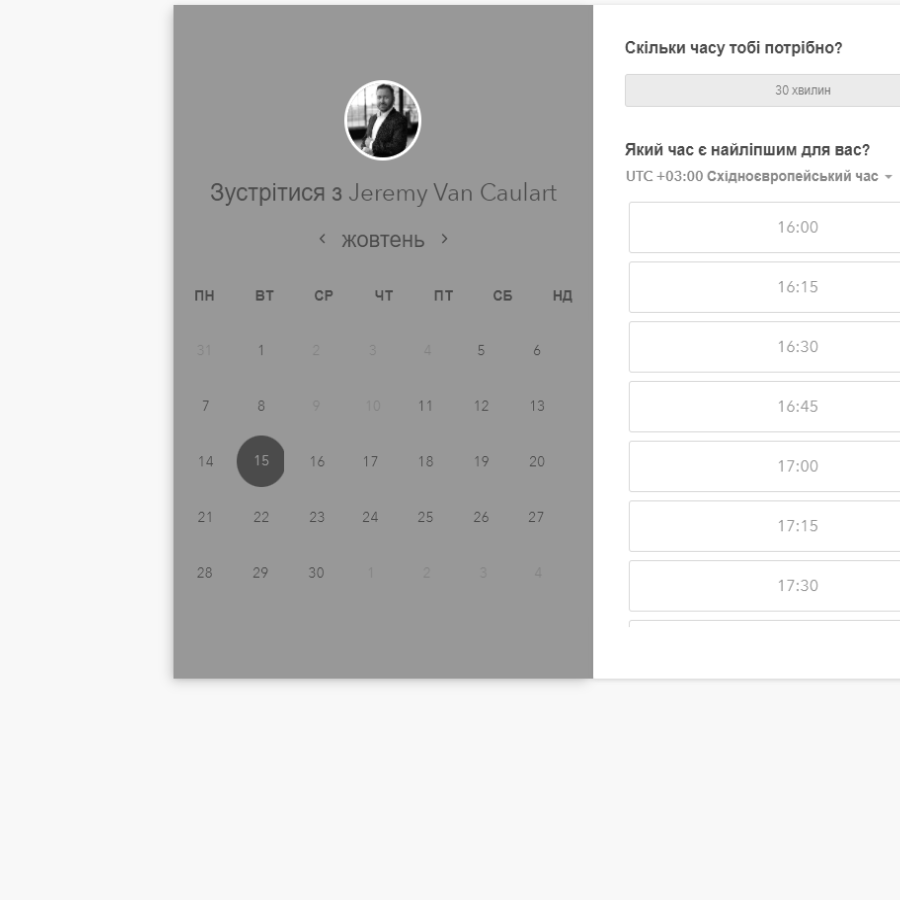 Зустрітися з Jeremy Van Caulart
жовтень
ПН ВТ СР ЧТ ПТ СБ НД
31 1 2 3 4 5 6
7 8 9 10 11 12 13
14 15 16 17 18 19 20
21 22 23 24 25 26 27
28 29 30 1 2 3 4
Скільки часу тобі потрібно?
30 хвилин
Який час є найліпшим для вас?
UTC +03:00 Східноєвропейський час
16:00
16:15
16:30
16:45
17:00
17:15
17:30